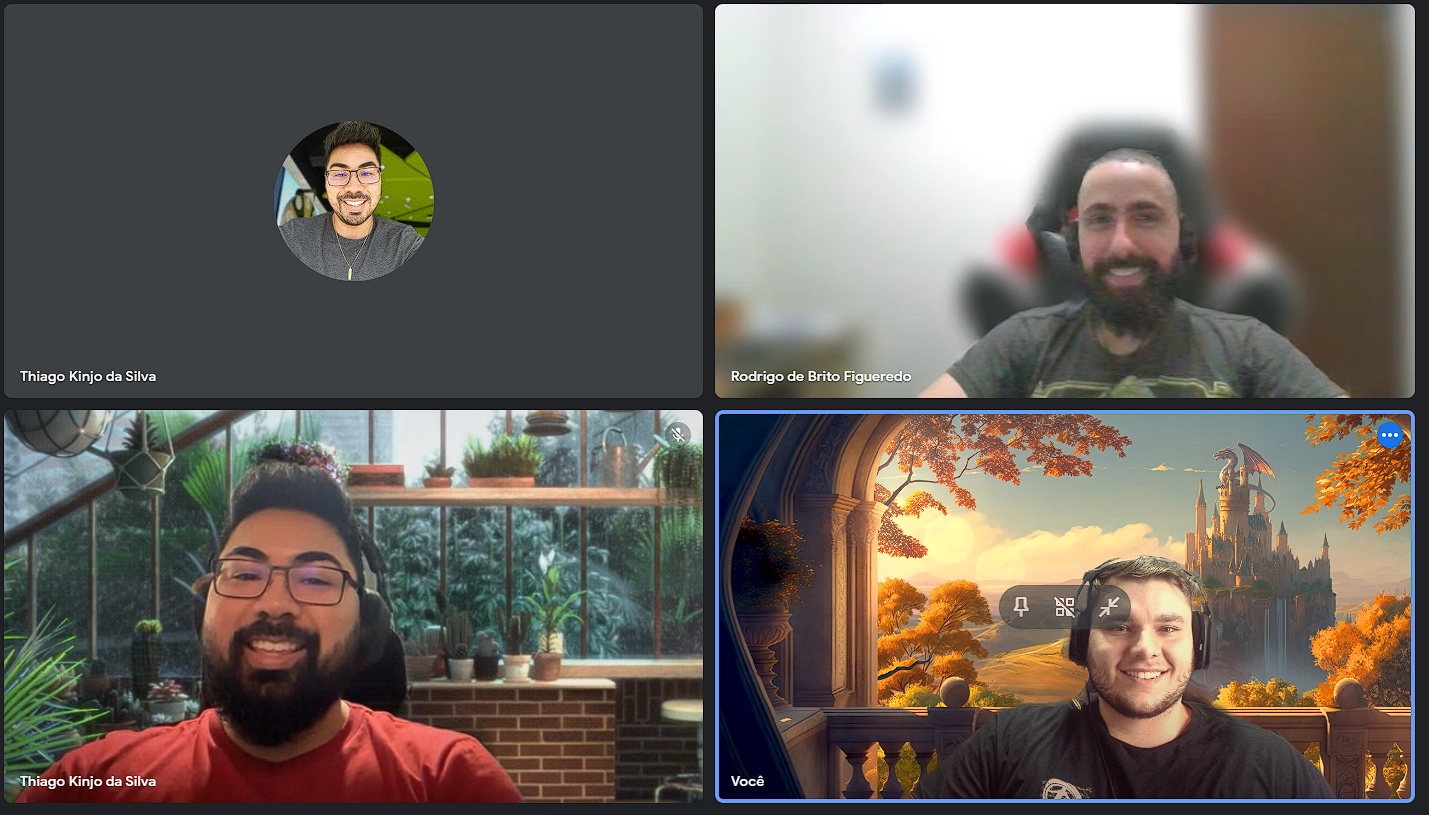 Thiago Kinjo da Silva
Rodrigo de Brito Figueredo
Thiago Kinjo da Silva
Você